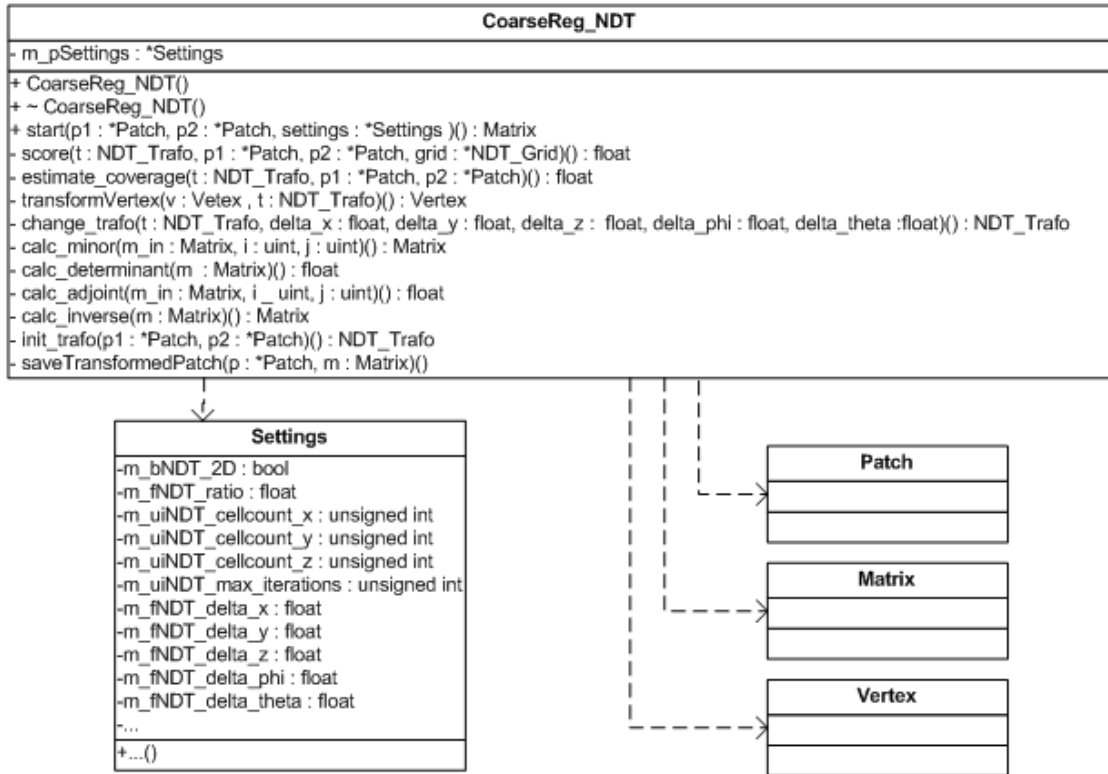 CoarseReg_NDT
- m_pSettings : *Settings
+ CoarseReg_NDT()
+ ~ CoarseReg_NDT()
+ start(p1 : *Patch, p2 : *Patch, settings : *Settings )() : Matrix
- score(t : NDT_Trafo, p1 : *Patch, p2 : *Patch, grid : *NDT_Grid)() : float
- estimate_coverage(t : NDT_Trafo, p1 : *Patch, p2 : *Patch)() : float
- transformVertex(v : Vetex , t : NDT_Trafo)() : Vertex
- change_trafo(t : NDT_Trafo, delta_x : float, delta_y : float, delta_z : float, delta_phi : float, delta_theta :float)() : NDT_Trafo
- calc_minor(m_in : Matrix, i : uint, j : uint)() : Matrix
- calc_determinant(m : Matrix)() : float
- calc_adjoint(m_in : Matrix, i _ uint, j : uint)() : float
- calc_inverse(m : Matrix)() : Matrix
- init_trafo(p1 : *Patch, p2 : *Patch)() : NDT_Trafo
- saveTransformedPatch(p : *Patch, m : Matrix)()
Settings
-m_bNDT_2D : bool
-m_fNDT_ratio : float
-m_uiNDT_cellcount_x : unsigned int
-m_uiNDT_cellcount_y : unsigned int
-m_uiNDT_cellcount_z : unsigned int
-m_uiNDT_max_iterations : unsigned int
-m_fNDT_delta_x : float
-m_fNDT_delta_y : float
-m_fNDT_delta_z : float
-m_fNDT_delta_phi : float
-m_fNDT_delta_theta : float
-...
+...()
Patch
Matrix
Vertex